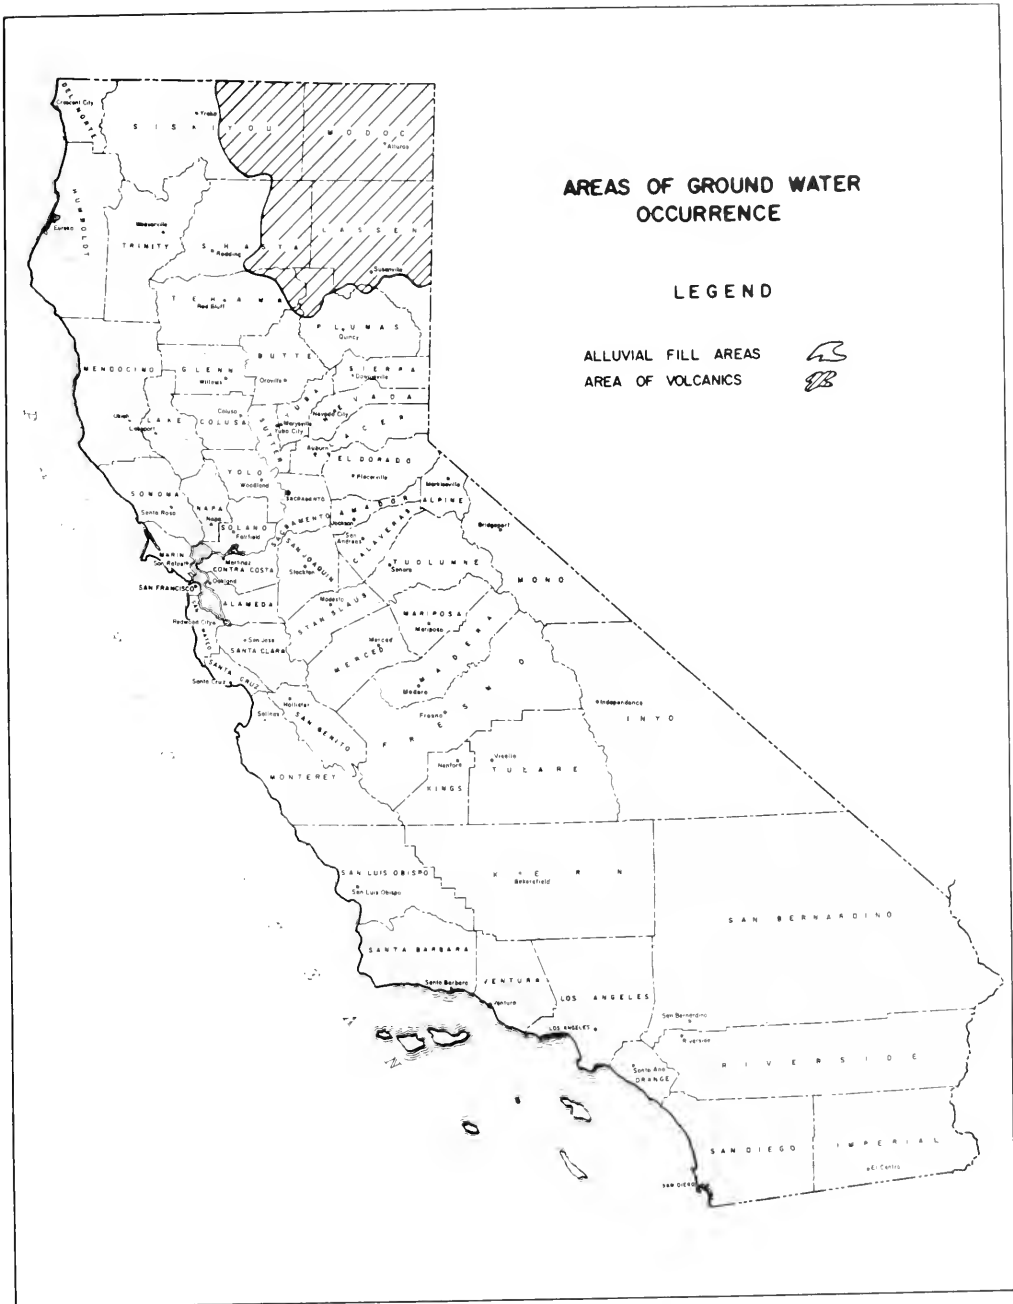 AREAS OF GROUND WATER
OCCURRENCE
LEGEND
ALLUVIAL FILL AREAS
AREA OF VOLCANICS
DEL NORTE
Crescent City
SISKIYOU
Yreka
MODOC
Alturas
HUMBOLDT
Eureka
Weaverville
TRINITY
SHASTA
Redding
LASSEN
Susanville
TEHAMA
Red Bluff
PLUMAS
Quincy
MENDOCINO
Ukiah
GLENN
Willows
BUTTE
Oroville
SIERRA
Downieville
YUBA
NEVADA
Nevada City
LAKE
Lakeport
COLUSA
Colusa
SUTTER
Marysville
Yuba City
PLACER
Auburn
EL DORADO
Placerville
YOLO
Woodland
SACRAMENTO
SACRAMENTO
AMADOR
Jackson
ALPINE
Markleeville
SONOMA
Santa Rosa
NAPA
Napa
SOLANO
Fairfield
CALAVERAS
San
Andreas
Bridgeport
MONO
MARIN
San Rafael
Martinez
CONTRA COSTA
SAN JOAQUIN
Stockton
TUOLUMNE
Sonora
SAN FRANCISCO
Oakland
ALAMEDA
Modesto
STANISLAUS
MARIPOSA
Mariposa
Redwood City
SAN MATEO
San Jose
SANTA CLARA
Merced
MERCED
MADERA
Madera
SANTA CRUZ
Santa Cruz
Hollister
SAN BENITO
Salinas
MONTEREY
FRESNO
Fresno
Independence
INYO
Hanford
KINGS
Visalia
TULARE
SAN LUIS OBISPO
San Luis Obispo
KERN
Bakersfield
SAN BERNARDINO
San Bernardino
SANTA BARBARA
Santa Barbara
VENTURA
Ventura
LOS ANGELES
LOS ANGELES
Riverside
RIVERSIDE
Santa Ana
ORANGE
SAN DIEGO
SAN DIEGO
IMPERIAL
El Centro